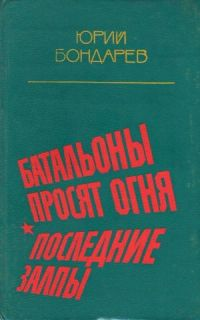 ЮРИЙ
БОНДАРЕВ
БАТАЛЬОНЫ
ПРОСЯТ ОГНЯ
ПОСЛЕДНИЕ
ЗАЛПЫ